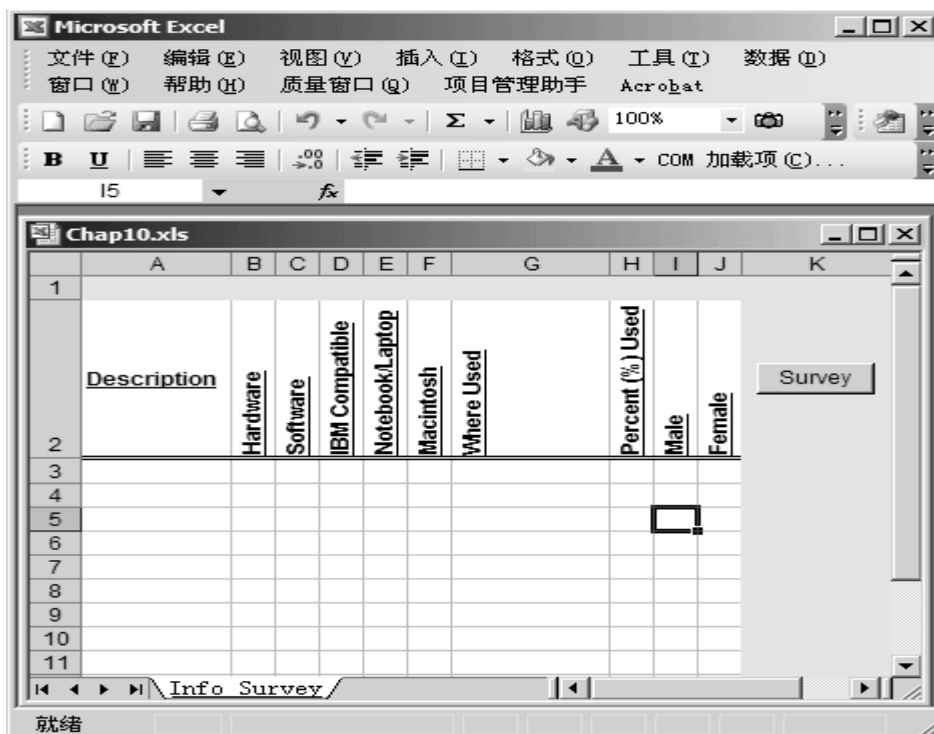 Microsoft Excel
文件(F) 编辑(E) 视图(V) 插入(I) 格式(O) 工具(T) 数据(D)
窗口(W) 帮助(H) 质量窗口(Q) 项目管理助手 Acrobat
Σ 100%
B U .00 A COM 加载项(C)...
I5 fx
Chap10.xls
A B C D E F G H I J K
1
2 Description Hardware Software IBM Compatible Notebook/Laptop Macintosh Where Used Percent (%) Used Male Female Survey
3
4
5
6
7
8
9
10
11
Info Survey
就绪